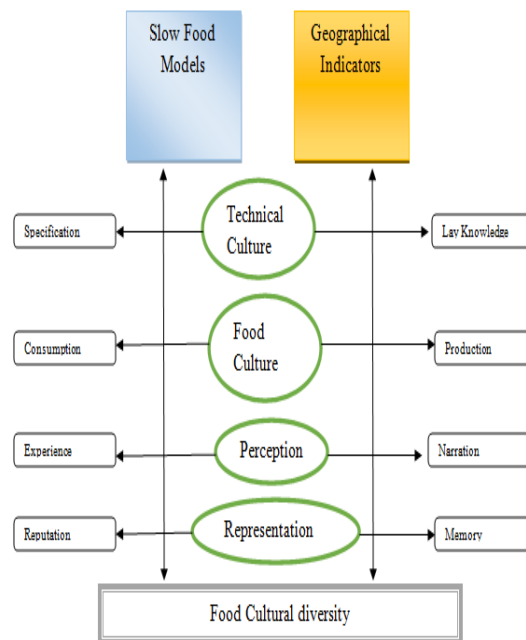 Slow Food
Models
Geographical
Indicators
Technical
Culture
Specification
Lay Knowledge
Food
Culture
Consumption
Production
Perception
Experience
Narration
Representation
Reputation
Memory
Food Cultural diversity